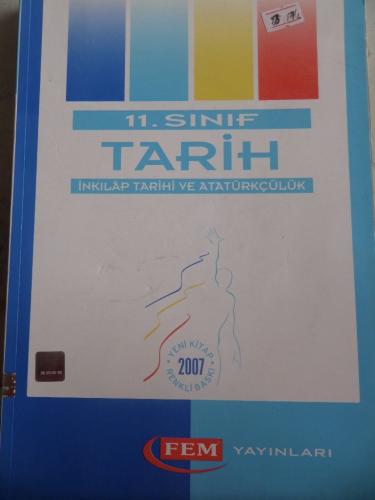 11. SINIF
TARİH
İNKILÂP TARİHİ VE ATATÜRKÇÜLÜK
YENİ KİTAP
2007
RENKLİ BASKI
FEM YAYINLARI